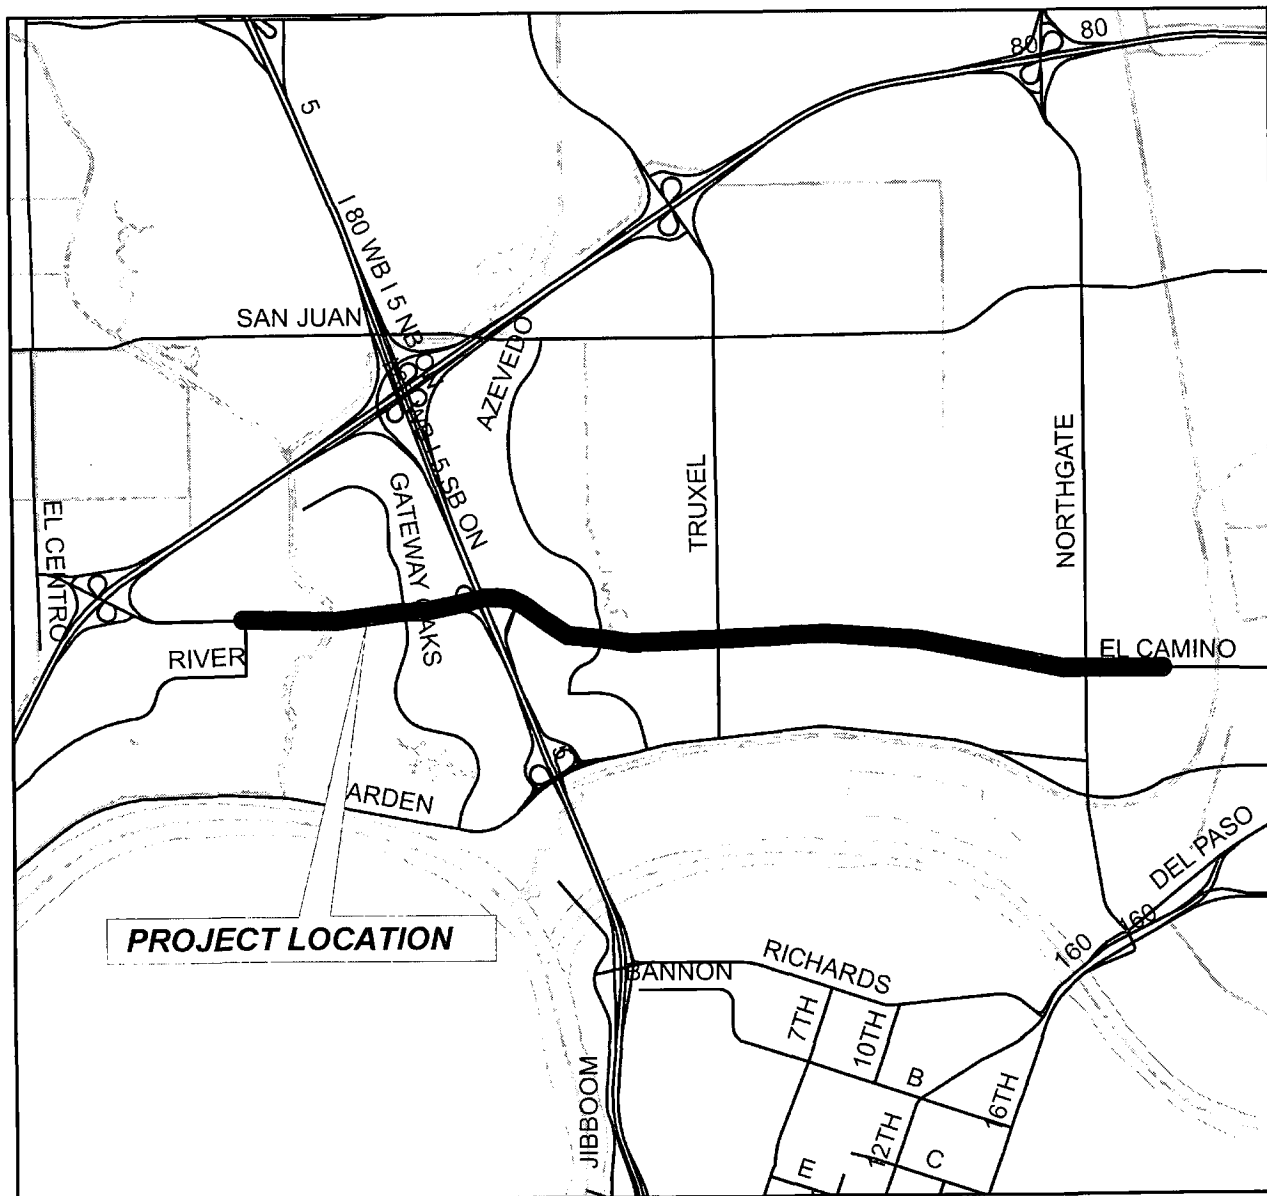 80
80
5
I 80 WB I 5 NB ON
SAN JUAN
AZEVEDO
I 5 SB ON
NORTHGATE
TRUXEL
GATEWAY OAKS
EL CENTRO
RIVER
EL CAMINO
5
ARDEN
DEL PASO
160
160
PROJECT LOCATION
RICHARDS
BANNON
7TH
10TH
B
16TH
JIBBOOM
12TH
C
E